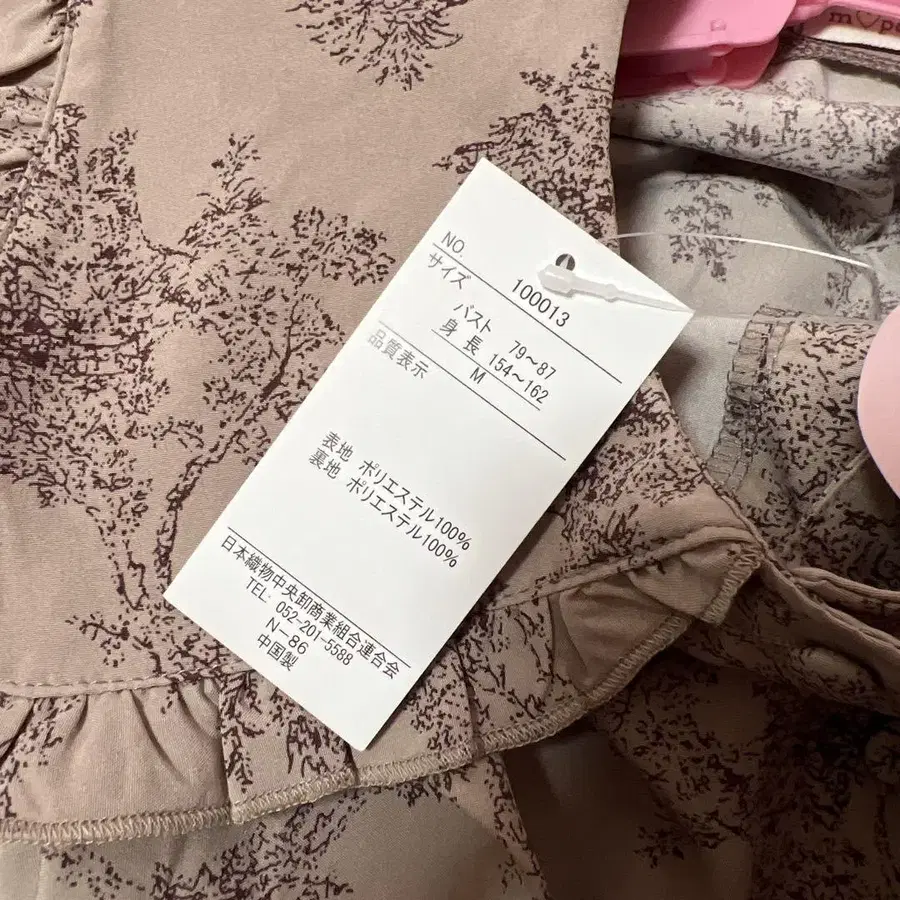 m♡p
NO. 100013
サイズ
バスト 79～87
身長 154～162
M
品質表示
表地 ポリエステル100%
裏地 ポリエステル100%
日本織物中央卸商業組合連合会
TEL. 052-201-5588
N-86
中国製